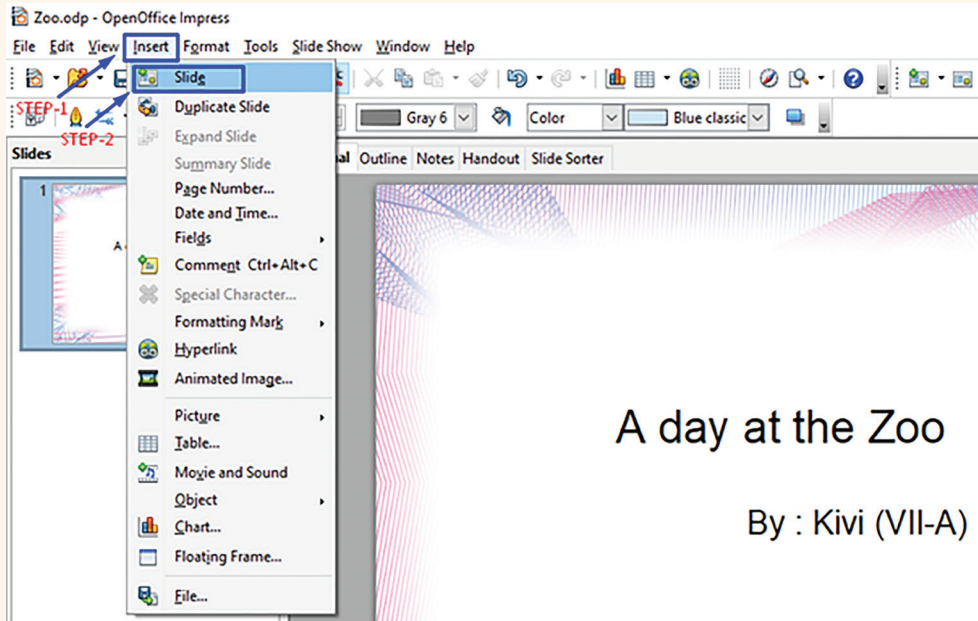 Zoo.odp - OpenOffice Impress
File Edit View Insert Format Tools Slide Show Window Help
STEP-1
STEP-2
Gray 6 Color Blue classic
Slides
Outline Notes Handout Slide Sorter
1
Slide
Duplicate Slide
Expand Slide
Summary Slide
Page Number...
Date and Time...
Fields
Comment Ctrl+Alt+C
Special Character...
Formatting Mark
Hyperlink
Animated Image...
Picture
Table...
Movie and Sound
Object
Chart...
Floating Frame...
File...
A day at the Zoo
By : Kivi (VII-A)